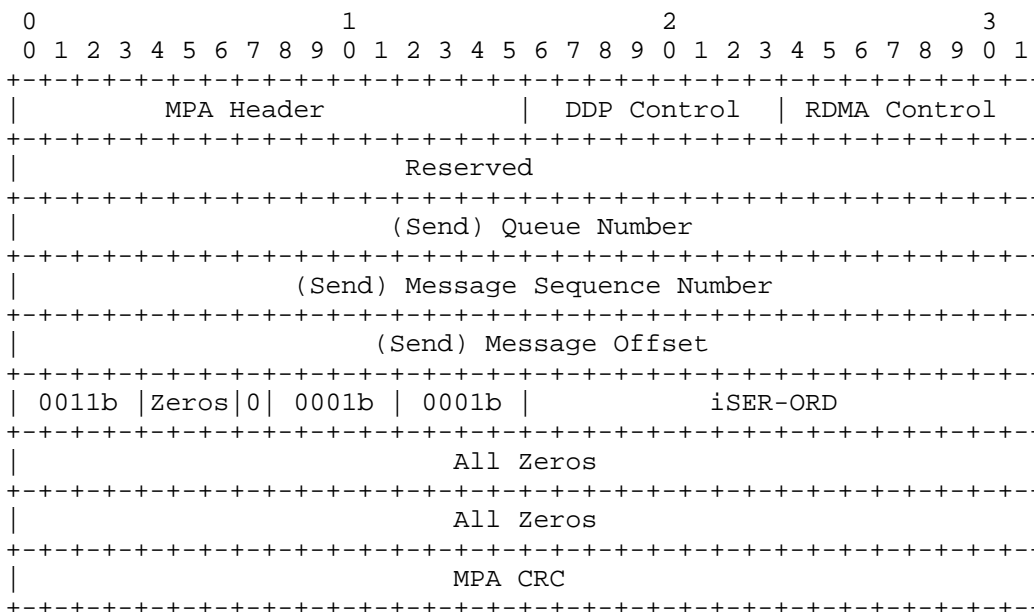 0                   1                   2                   3
 0 1 2 3 4 5 6 7 8 9 0 1 2 3 4 5 6 7 8 9 0 1 2 3 4 5 6 7 8 9 0 1
+-+-+-+-+-+-+-+-+-+-+-+-+-+-+-+-+-+-+-+-+-+-+-+-+-+-+-+-+-+-+-+-
|         MPA Header            |  DDP Control  | RDMA Control
+-+-+-+-+-+-+-+-+-+-+-+-+-+-+-+-+-+-+-+-+-+-+-+-+-+-+-+-+-+-+-+-
|                        Reserved
+-+-+-+-+-+-+-+-+-+-+-+-+-+-+-+-+-+-+-+-+-+-+-+-+-+-+-+-+-+-+-+-
|                       (Send) Queue Number
+-+-+-+-+-+-+-+-+-+-+-+-+-+-+-+-+-+-+-+-+-+-+-+-+-+-+-+-+-+-+-+-
|                 (Send) Message Sequence Number
+-+-+-+-+-+-+-+-+-+-+-+-+-+-+-+-+-+-+-+-+-+-+-+-+-+-+-+-+-+-+-+-
|                      (Send) Message Offset
+-+-+-+-+-+-+-+-+-+-+-+-+-+-+-+-+-+-+-+-+-+-+-+-+-+-+-+-+-+-+-+-
| 0011b |Zeros|0| 0001b | 0001b |           iSER-ORD
+-+-+-+-+-+-+-+-+-+-+-+-+-+-+-+-+-+-+-+-+-+-+-+-+-+-+-+-+-+-+-+-
|                           All Zeros
+-+-+-+-+-+-+-+-+-+-+-+-+-+-+-+-+-+-+-+-+-+-+-+-+-+-+-+-+-+-+-+-
|                           All Zeros
+-+-+-+-+-+-+-+-+-+-+-+-+-+-+-+-+-+-+-+-+-+-+-+-+-+-+-+-+-+-+-+-
|                           MPA CRC
+-+-+-+-+-+-+-+-+-+-+-+-+-+-+-+-+-+-+-+-+-+-+-+-+-+-+-+-+-+-+-+-